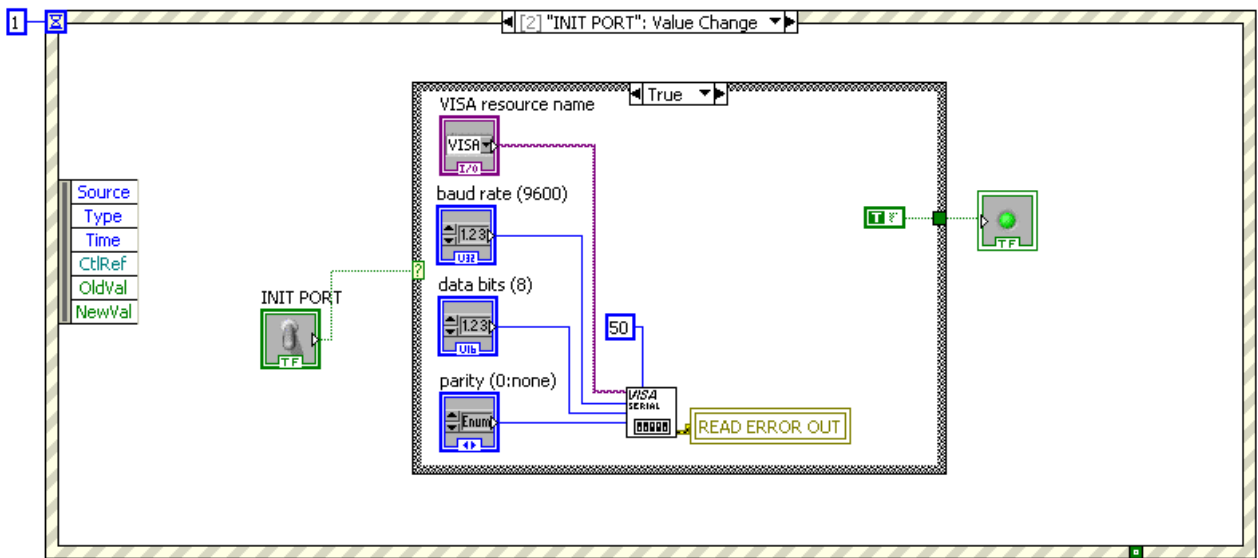 1
[2] "INIT PORT": Value Change
True
VISA resource name
VISA
I/O
baud rate (9600)
1.23
U32
Source
Type
Time
CtlRef
OldVal
NewVal
T F
TF
?
data bits (8)
1.23
U16
INIT PORT
TF
50
parity (0:none)
Enum
VISA
SERIAL
READ ERROR OUT